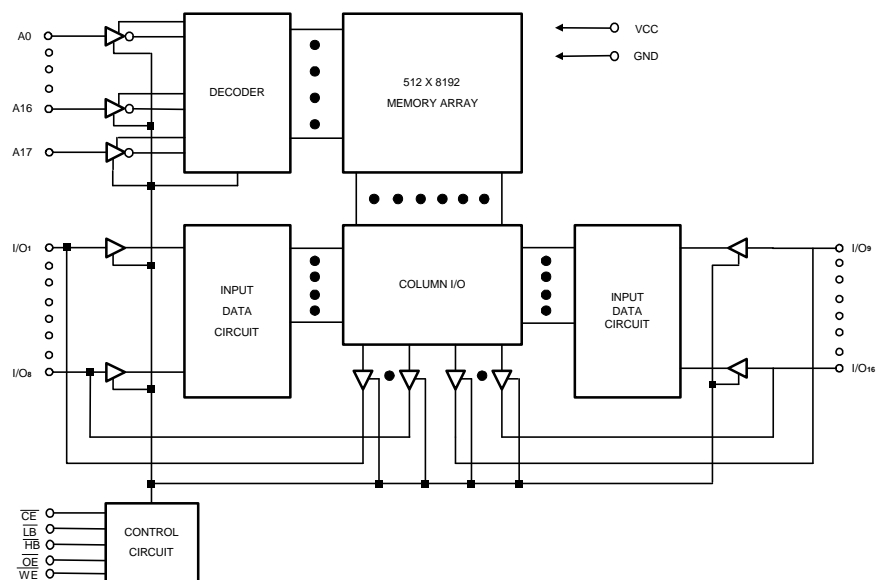 A0
A16
A17
DECODER
512 X 8192
MEMORY ARRAY
VCC
GND
I/O1
I/O8
INPUT
DATA
CIRCUIT
COLUMN I/O
INPUT
DATA
CIRCUIT
I/O9
I/O16
CE
LB
HB
OE
WE
CONTROL
CIRCUIT